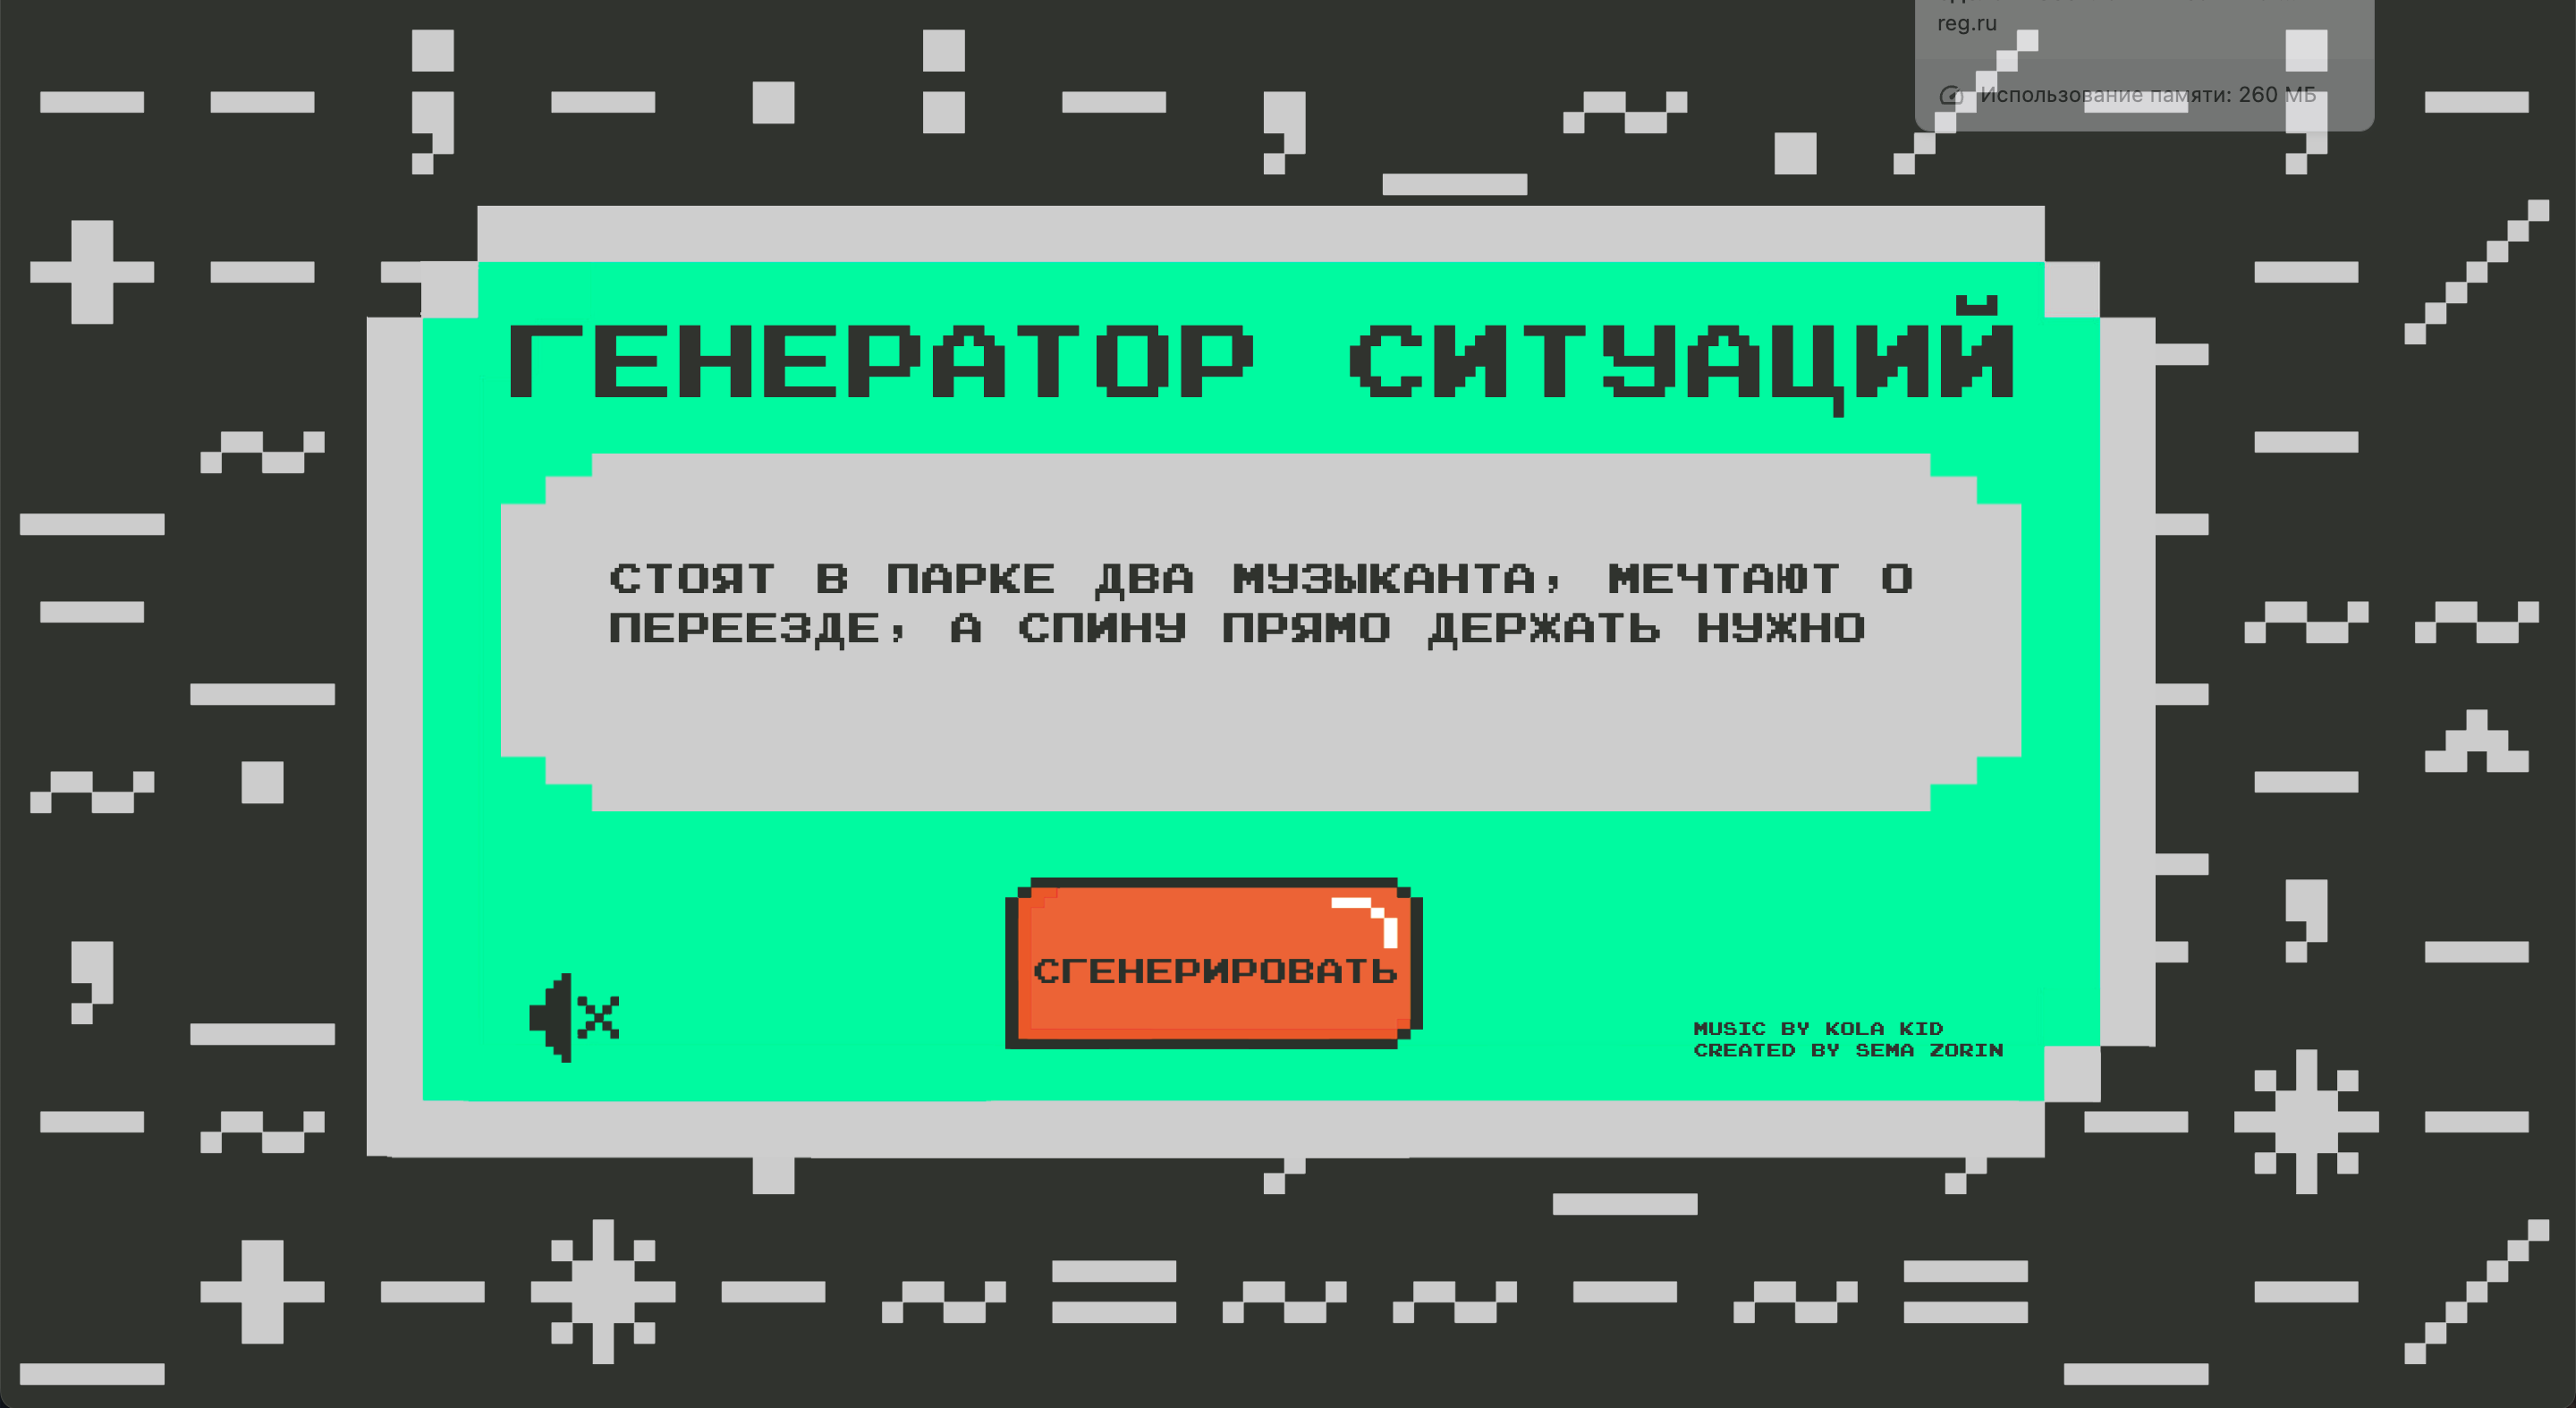 reg.ru
Использование памяти: 260 МБ
ГЕНЕРАТОР СИТУАЦИЙ
СТОЯТ В ПАРКЕ ДВА МУЗЫКАНТА, МЕЧТАЮТ О
ПЕРЕЕЗДЕ, А СПИНУ ПРЯМО ДЕРЖАТЬ НУЖНО
СГЕНЕРИРОВАТЬ
MUSIC BY KOLA KID
CREATED BY SEMA ZORIN